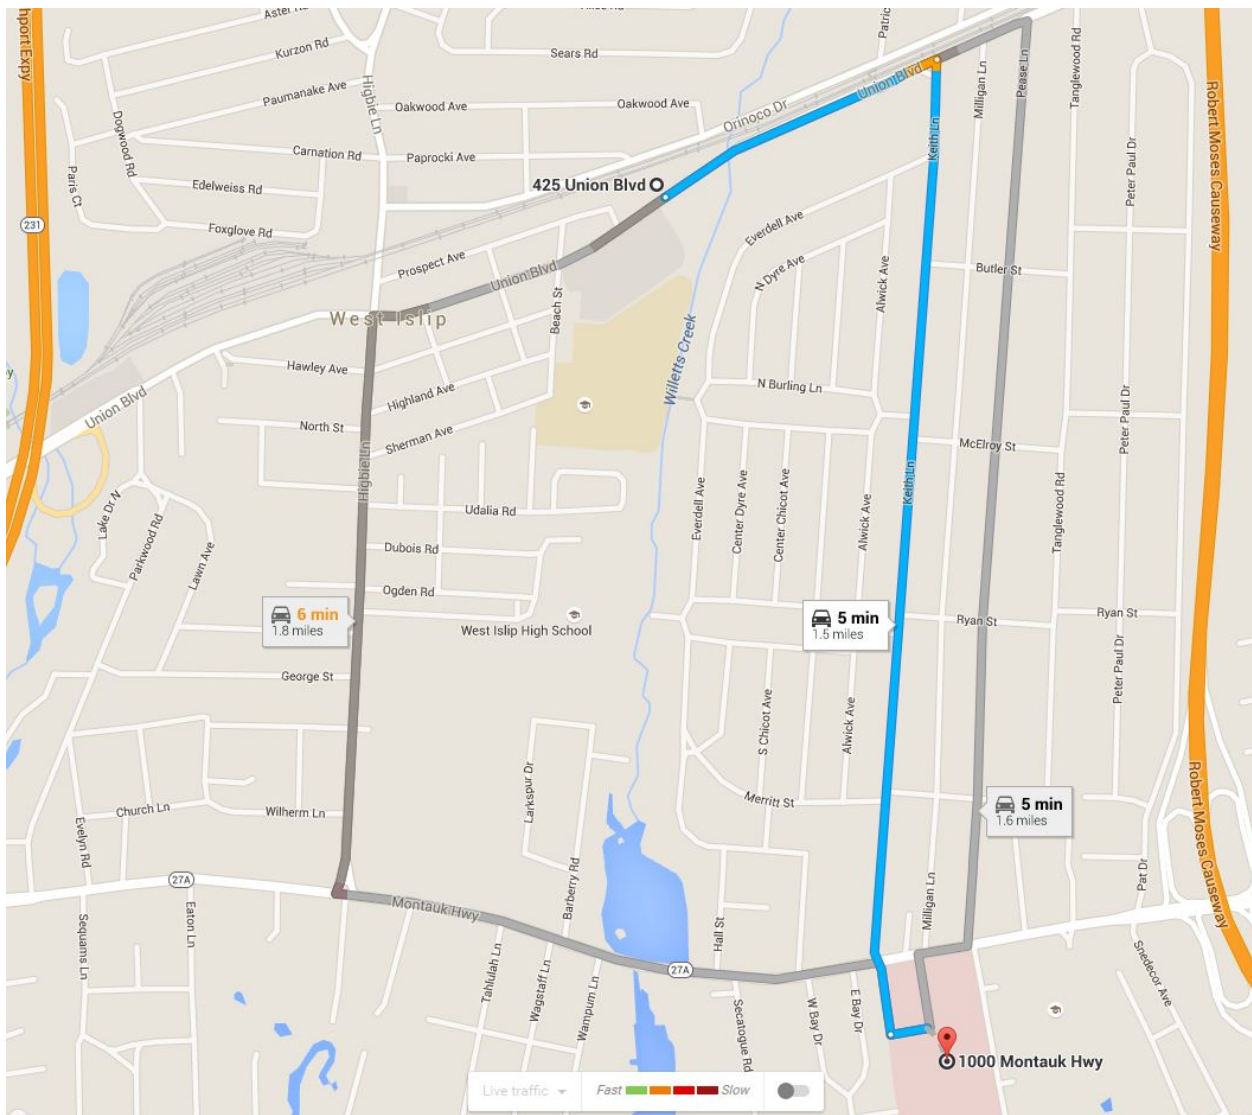 hport Expy
Aster Rd
Kurzon Rd
Paumanake Ave
Higbie Ln
Sears Rd
Patric
Dogwood Rd
Oakwood Ave
Oakwood Ave
Orinoco Dr
Union Blvd
Milligan Ln
Pease Ln
Tanglewood Rd
Robert Moses Causeway
Carnation Rd
Paprocki Ave
Keith Ln
Peter Paul Dr
Paris Ct
Edelweiss Rd
425 Union Blvd
231
Foxglove Rd
Everdell Ave
Prospect Ave
Union Blvd
N Dyre Ave
Alwick Ave
Butler St
Beach St
West Islip
Willetts Creek
Hawley Ave
Highland Ave
N Burling Ln
Union Blvd
North St
Sherman Ave
McElroy St
Peter Paul Dr
Higbie Ln
Keith Ln
Lake Dr N
Parkwood Rd
Lawn Ave
Udalia Rd
Everdell Ave
Center Dyre Ave
Center Chicot Ave
Alwick Ave
Tanglewood Rd
Dubois Rd
Ogden Rd
6 min
1.8 miles
West Islip High School
5 min
1.5 miles
Ryan St
Ryan St
George St
S Chicot Ave
Alwick Ave
Peter Paul Dr
Larkspur Dr
Merritt St
5 min
1.6 miles
Church Ln
Wilherm Ln
Evelyn Rd
Robert Moses Causeway
27A
Barberry Rd
Milligan Ln
Pat Dr
Montauk Hwy
Hall St
Sequams Ln
Eaton Ln
Tahlulah Ln
Wagstaff Ln
Wampum Ln
27A
Secatogue Rd
W Bay Dr
E Bay Dr
Snedecor Ave
1000 Montauk Hwy
Live traffic
Fast
Slow